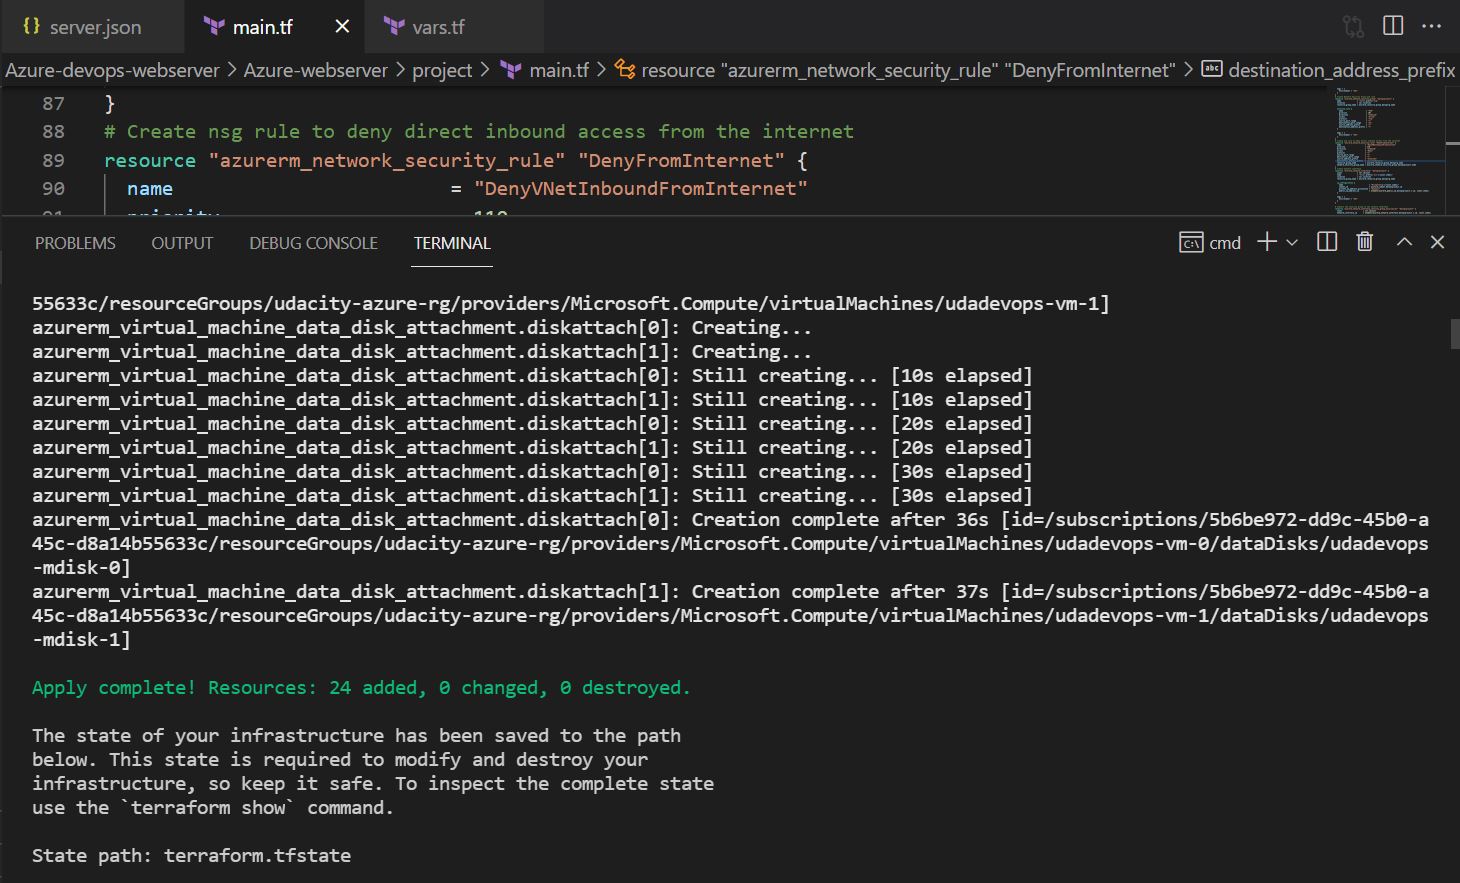 {} server.json main.tf × vars.tf ···
Azure-devops-webserver > Azure-webserver > project > main.tf > resource "azurerm_network_security_rule" "DenyFromInternet" > abc destination_address_prefix
87 }
88 # Create nsg rule to deny direct inbound access from the internet
89 resource "azurerm_network_security_rule" "DenyFromInternet" {
90 name = "DenyVNetInboundFromInternet"
91 priority 110
PROBLEMS OUTPUT DEBUG CONSOLE TERMINAL cmd
55633c/resourceGroups/udacity-azure-rg/providers/Microsoft.Compute/virtualMachines/udadevops-vm-1]
azurerm_virtual_machine_data_disk_attachment.diskattach[0]: Creating...
azurerm_virtual_machine_data_disk_attachment.diskattach[1]: Creating...
azurerm_virtual_machine_data_disk_attachment.diskattach[0]: Still creating... [10s elapsed]
azurerm_virtual_machine_data_disk_attachment.diskattach[1]: Still creating... [10s elapsed]
azurerm_virtual_machine_data_disk_attachment.diskattach[0]: Still creating... [20s elapsed]
azurerm_virtual_machine_data_disk_attachment.diskattach[1]: Still creating... [20s elapsed]
azurerm_virtual_machine_data_disk_attachment.diskattach[0]: Still creating... [30s elapsed]
azurerm_virtual_machine_data_disk_attachment.diskattach[1]: Still creating... [30s elapsed]
azurerm_virtual_machine_data_disk_attachment.diskattach[0]: Creation complete after 36s [id=/subscriptions/5b6be972-dd9c-45b0-a
45c-d8a14b55633c/resourceGroups/udacity-azure-rg/providers/Microsoft.Compute/virtualMachines/udadevops-vm-0/dataDisks/udadevops
-mdisk-0]
azurerm_virtual_machine_data_disk_attachment.diskattach[1]: Creation complete after 37s [id=/subscriptions/5b6be972-dd9c-45b0-a
45c-d8a14b55633c/resourceGroups/udacity-azure-rg/providers/Microsoft.Compute/virtualMachines/udadevops-vm-1/dataDisks/udadevops
-mdisk-1]
Apply complete! Resources: 24 added, 0 changed, 0 destroyed.
The state of your infrastructure has been saved to the path
below. This state is required to modify and destroy your
infrastructure, so keep it safe. To inspect the complete state
use the `terraform show` command.
State path: terraform.tfstate